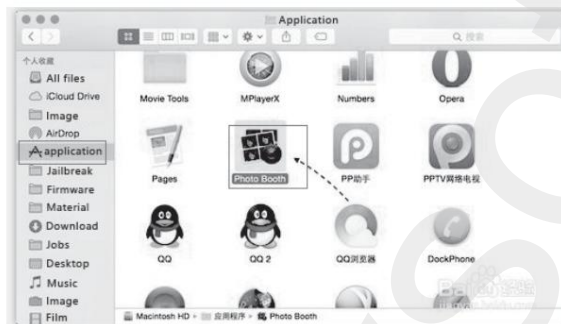 Application
搜索
个人收藏
All files
iCloud Drive
Image
AirDrop
application
Jailbreak
Firmware
Material
Download
Jobs
Desktop
Music
Image
Film
Movie Tools
MPlayerX
Numbers
Opera
Pages
Photo Booth
PP助手
PPTV网络电视
QQ
QQ 2
QQ浏览器
DockPhone
Macintosh HD
应用程序
Photo Booth